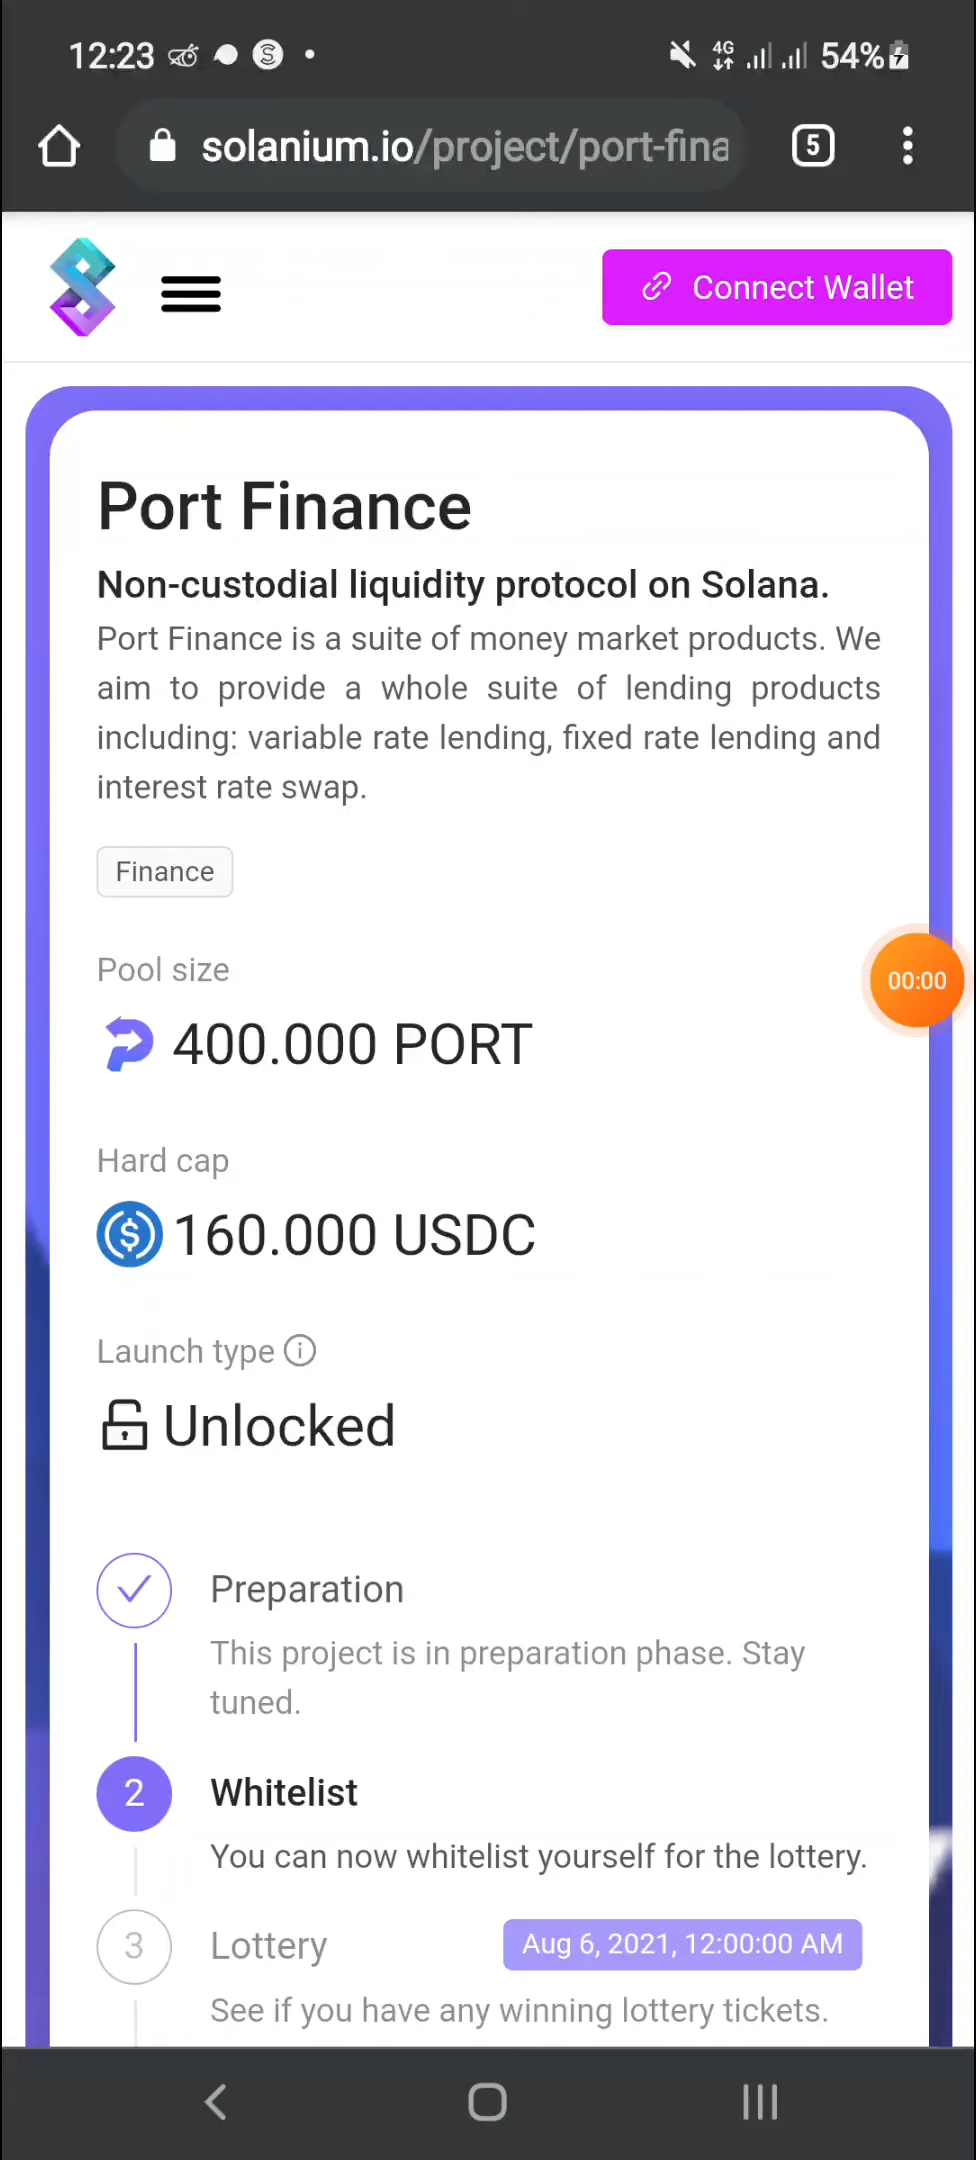 12:23
4G
54%
solanium.io/project/port-fina
5
Connect Wallet
Port Finance
Non-custodial liquidity protocol on Solana.
Port Finance is a suite of money market products. We
aim to provide a whole suite of lending products
including: variable rate lending, fixed rate lending and
interest rate swap.
Finance
Pool size
00:00
400.000 PORT
Hard cap
160.000 USDC
Launch type
Unlocked
Preparation
This project is in preparation phase. Stay
tuned.
2 Whitelist
You can now whitelist yourself for the lottery.
3 Lottery Aug 6, 2021, 12:00:00 AM
See if you have any winning lottery tickets.